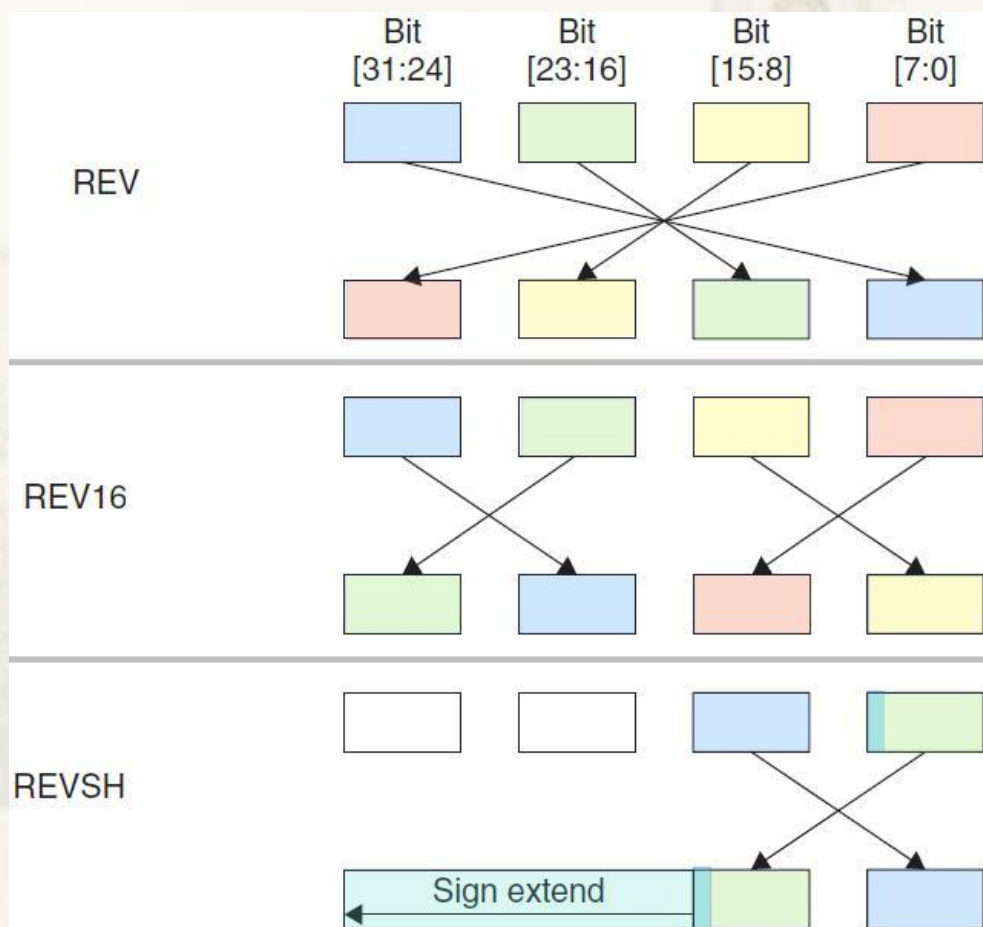 Bit Bit Bit Bit
[31:24] [23:16] [15:8] [7:0]
REV
REV16
REVSH
Sign extend